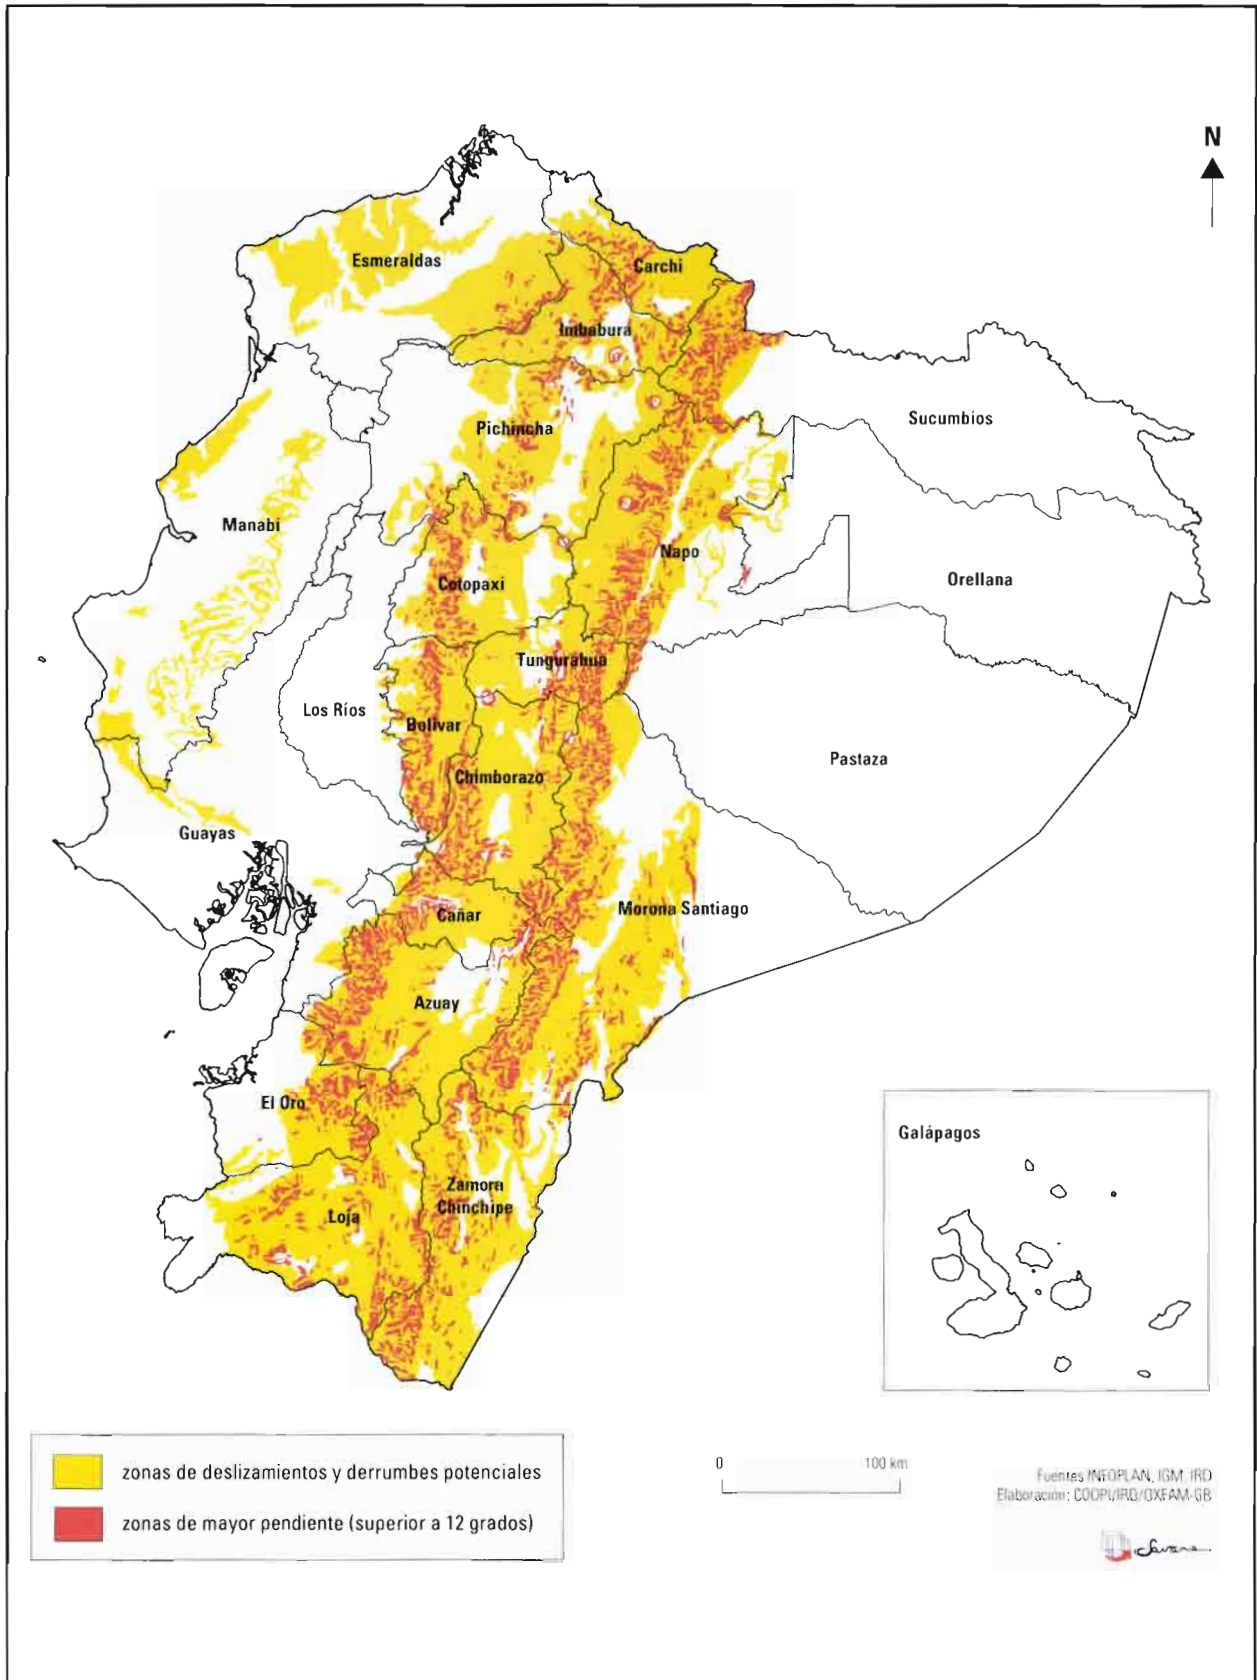 N
Esmeraldas
Carchi
Imbabura
Sucumbíos
Pichincha
Manabí
Napo
Orellana
Cotopaxi
Tungurahua
Los Ríos
Bolívar
Pastaza
Chimborazo
Guayas
Cañar
Morona Santiago
Azuay
El Oro
Galápagos
Zamora
Chinchipe
Loja
zonas de deslizamientos y derrumbes potenciales
zonas de mayor pendiente (superior a 12 grados)
0 100 km
Fuentes INFOPLAN, IGM, IRD
Elaboración: COOPI/IRD/OXFAM-GB
Savane